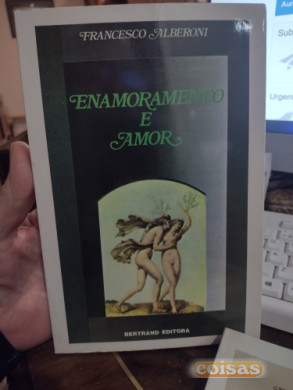 FRANCESCO ALBERONI
ENAMORAMENTO
E
AMOR
BERTRAND EDITORA
coisas